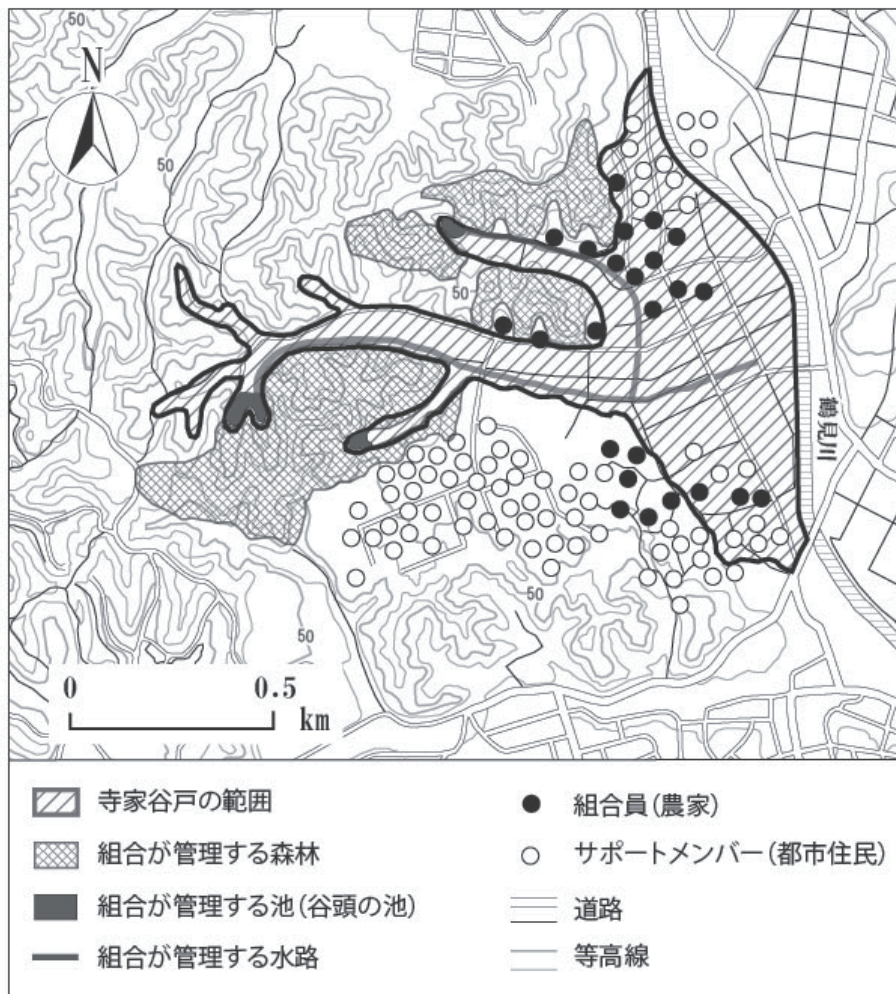 50
N
50
50
50
鶴見川
50
50
0 0.5
km
寺家谷戸の範囲
組合が管理する森林
組合が管理する池(谷頭の池)
組合が管理する水路
組合員(農家)
サポートメンバー(都市住民)
道路
等高線